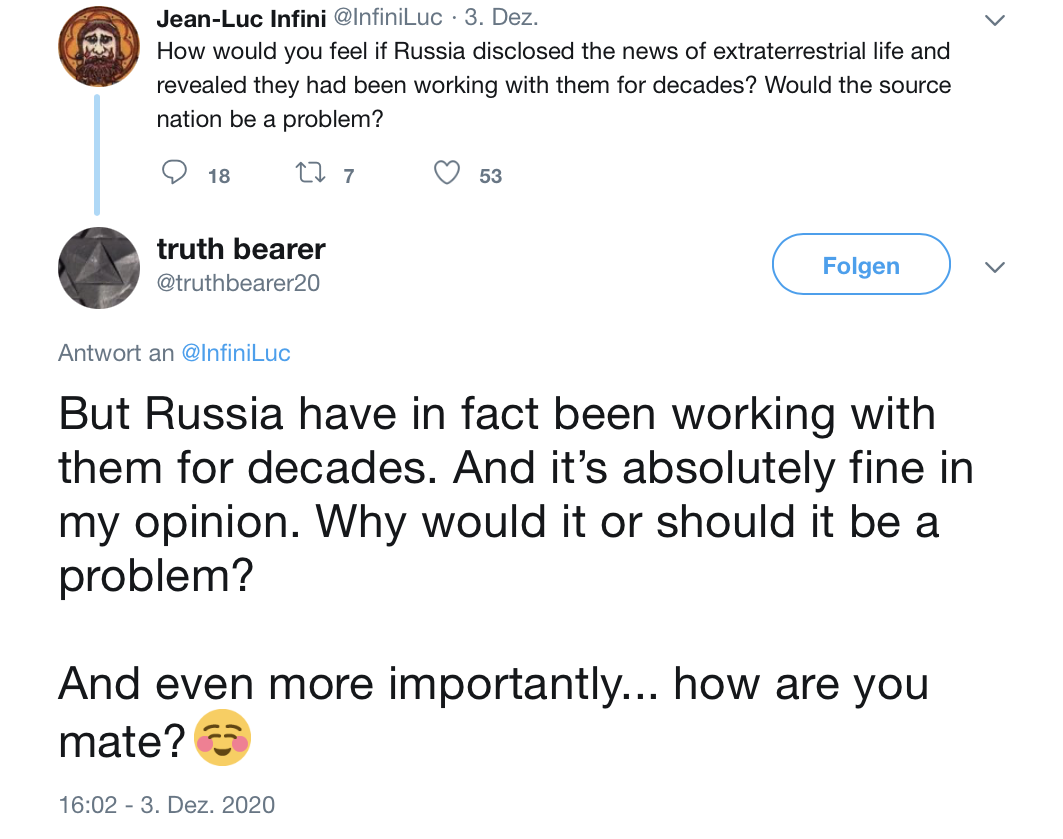 Jean-Luc Infini @InfiniLuc · 3. Dez.
How would you feel if Russia disclosed the news of extraterrestrial life and
revealed they had been working with them for decades? Would the source
nation be a problem?
18 7 53
truth bearer
@truthbearer20
Folgen
Antwort an @InfiniLuc
But Russia have in fact been working with
them for decades. And it’s absolutely fine in
my opinion. Why would it or should it be a
problem?
And even more importantly... how are you
mate?☺️
16:02 - 3. Dez. 2020